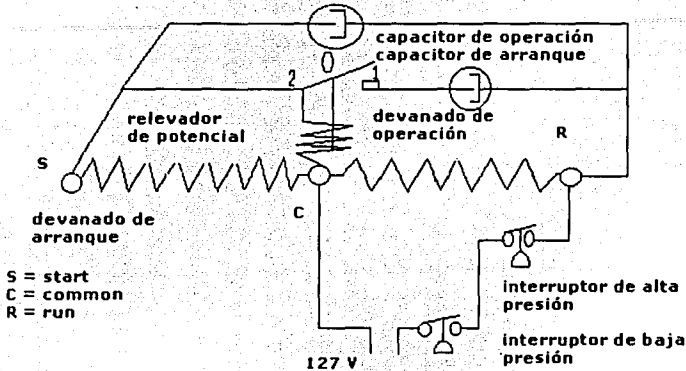 capacitor de operación
capacitor de arranque
2
1
relevador
de potencial
devanado de
operación
R
S
C
devanado de
arranque
S = start
C = common
R = run
interruptor de alta
presión
interruptor de baja
presión
127 V